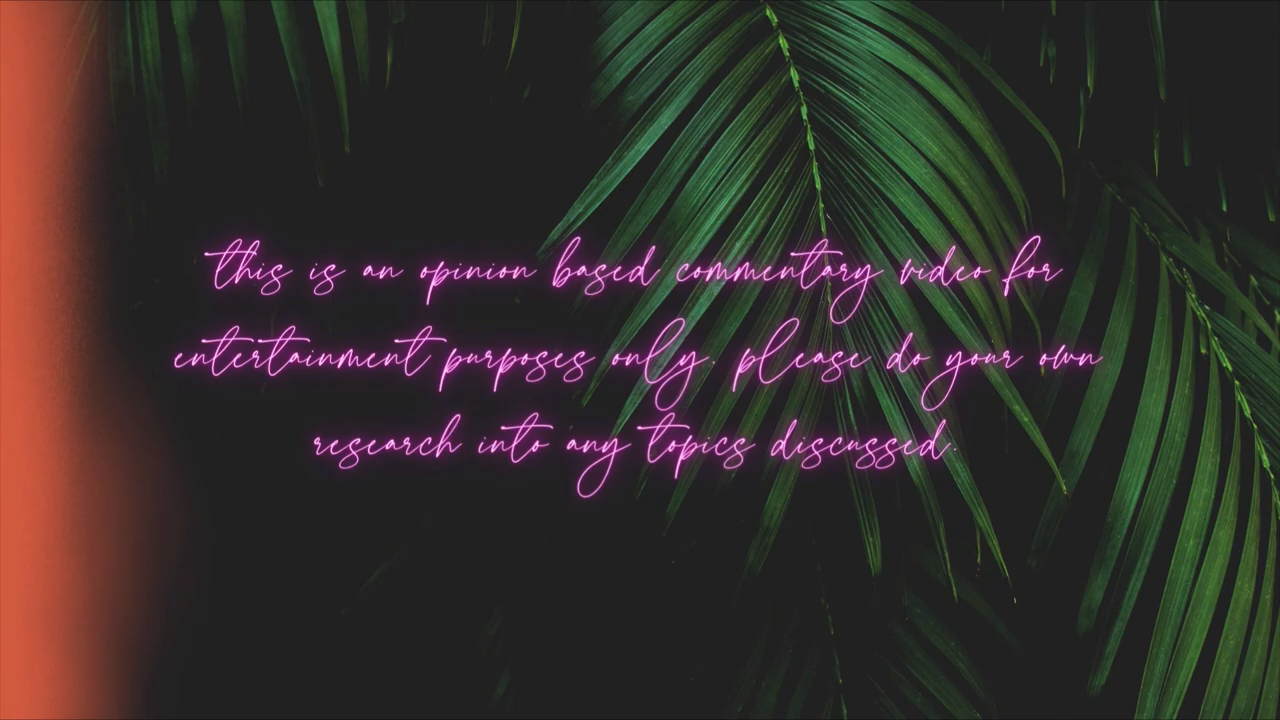 this is an opinion based commentary video for
entertainment purposes only. please do your own
research into any topics discussed.